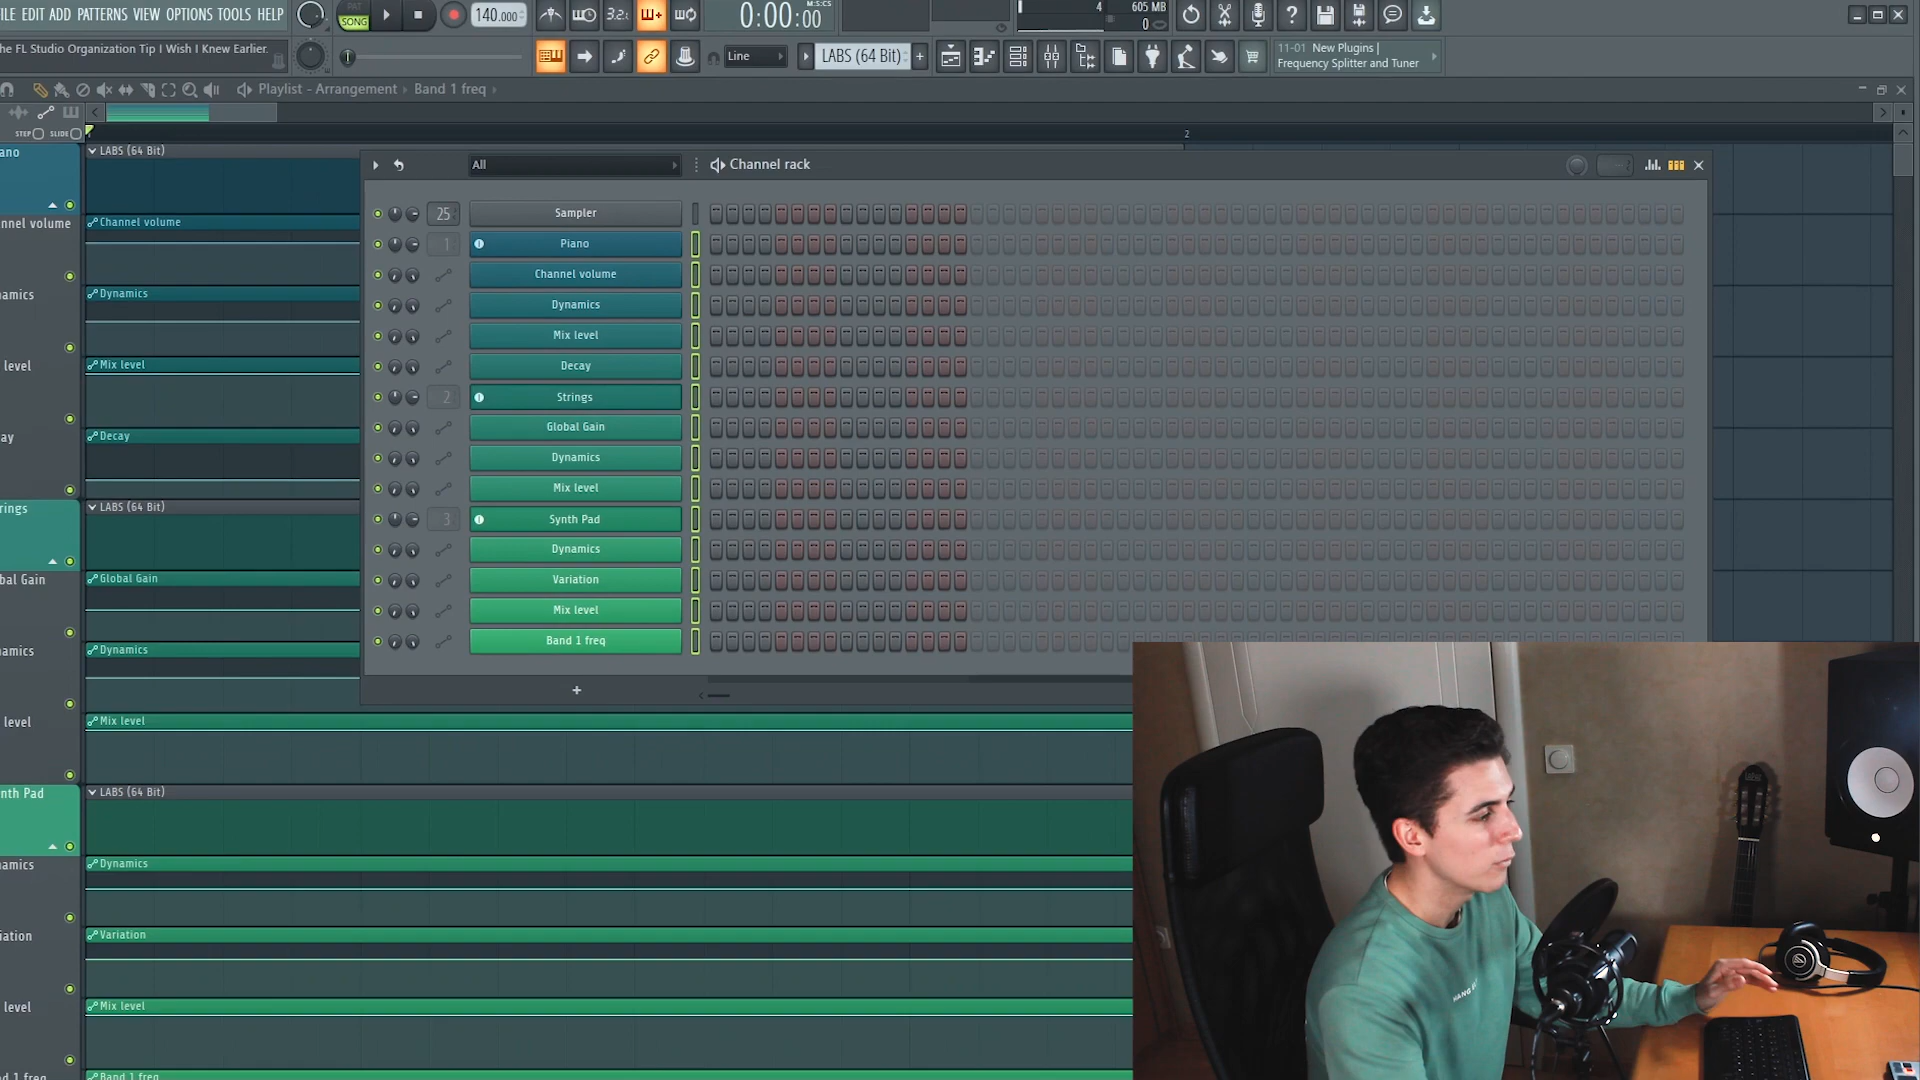 ILE EDIT ADD PATTERNS VIEW OPTIONS TOOLS HELP
PAT
SONG
140.000
3.2.
0:00:00
M:S:CS
4
605 MB
0
he FL Studio Organization Tip I Wish I Knew Earlier.
Line
LABS (64 Bit)
+
11-01 New Plugins |
Frequency Splitter and Tuner
Playlist - Arrangement › Band 1 freq ›
STEP
SLIDE
2
ano
LABS (64 Bit)
nnel volume
Channel volume
amics
Dynamics
level
Mix level
ay
Decay
rings
LABS (64 Bit)
bal Gain
Global Gain
amics
Dynamics
level
Mix level
nth Pad
LABS (64 Bit)
amics
Dynamics
iation
Variation
level
Mix level
d 1 freq
Band 1 freq
All
Channel rack
25
Sampler
1
Piano
Channel volume
Dynamics
Mix level
Decay
2
Strings
Global Gain
Dynamics
Mix level
3
Synth Pad
Dynamics
Variation
Mix level
Band 1 freq
+